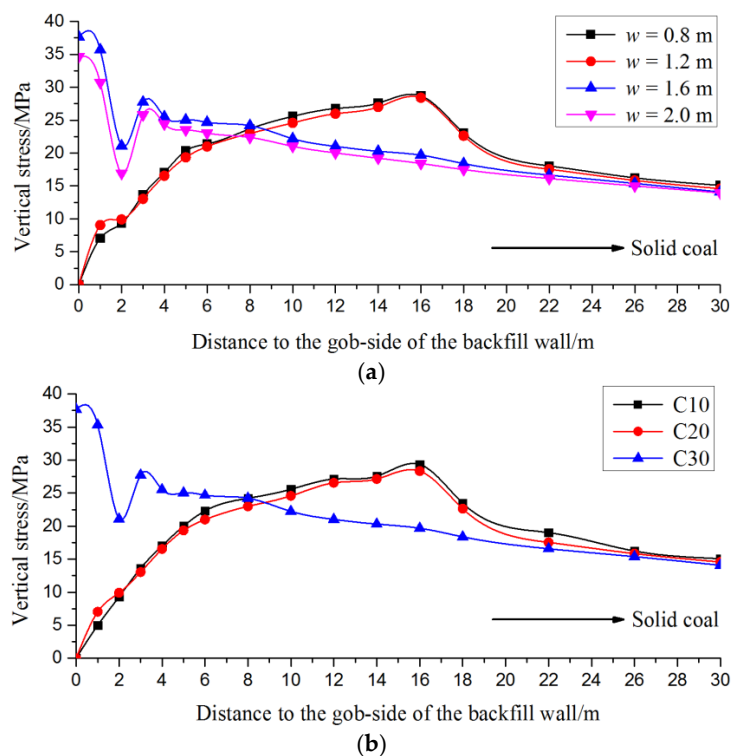 40
35
30
25
20
15
10
5
0
Vertical stress/MPa
w = 0.8 m
w = 1.2 m
w = 1.6 m
w = 2.0 m
Solid coal
0 2 4 6 8 10 12 14 16 18 20 22 24 26 28 30
Distance to the gob-side of the backfill wall/m
(a)
40
35
30
25
20
15
10
5
0
Vertical stress/MPa
C10
C20
C30
Solid coal
0 2 4 6 8 10 12 14 16 18 20 22 24 26 28 30
Distance to the gob-side of the backfill wall/m
(b)